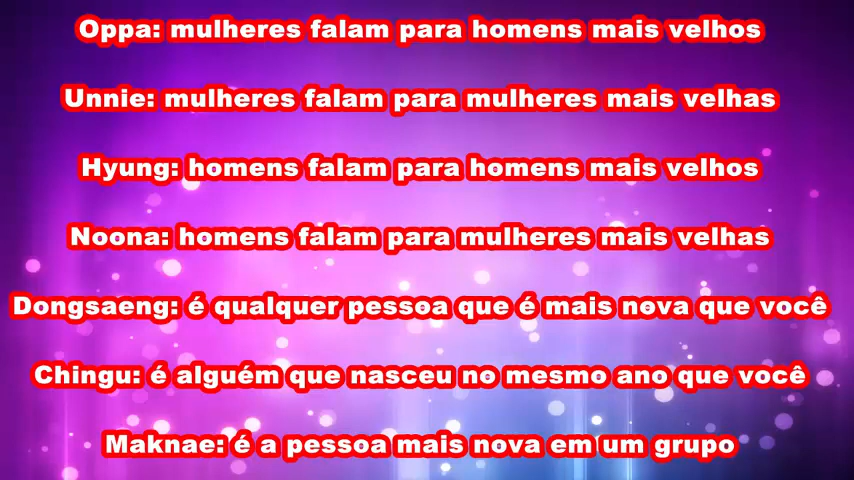 Oppa: mulheres falam para homens mais velhos
Unnie: mulheres falam para mulheres mais velhas
Hyung: homens falam para homens mais velhos
Noona: homens falam para mulheres mais velhas
Dongsaeng: é qualquer pessoa que é mais nova que você
Chingu: é alguém que nasceu no mesmo ano que você
Maknae: é a pessoa mais nova em um grupo